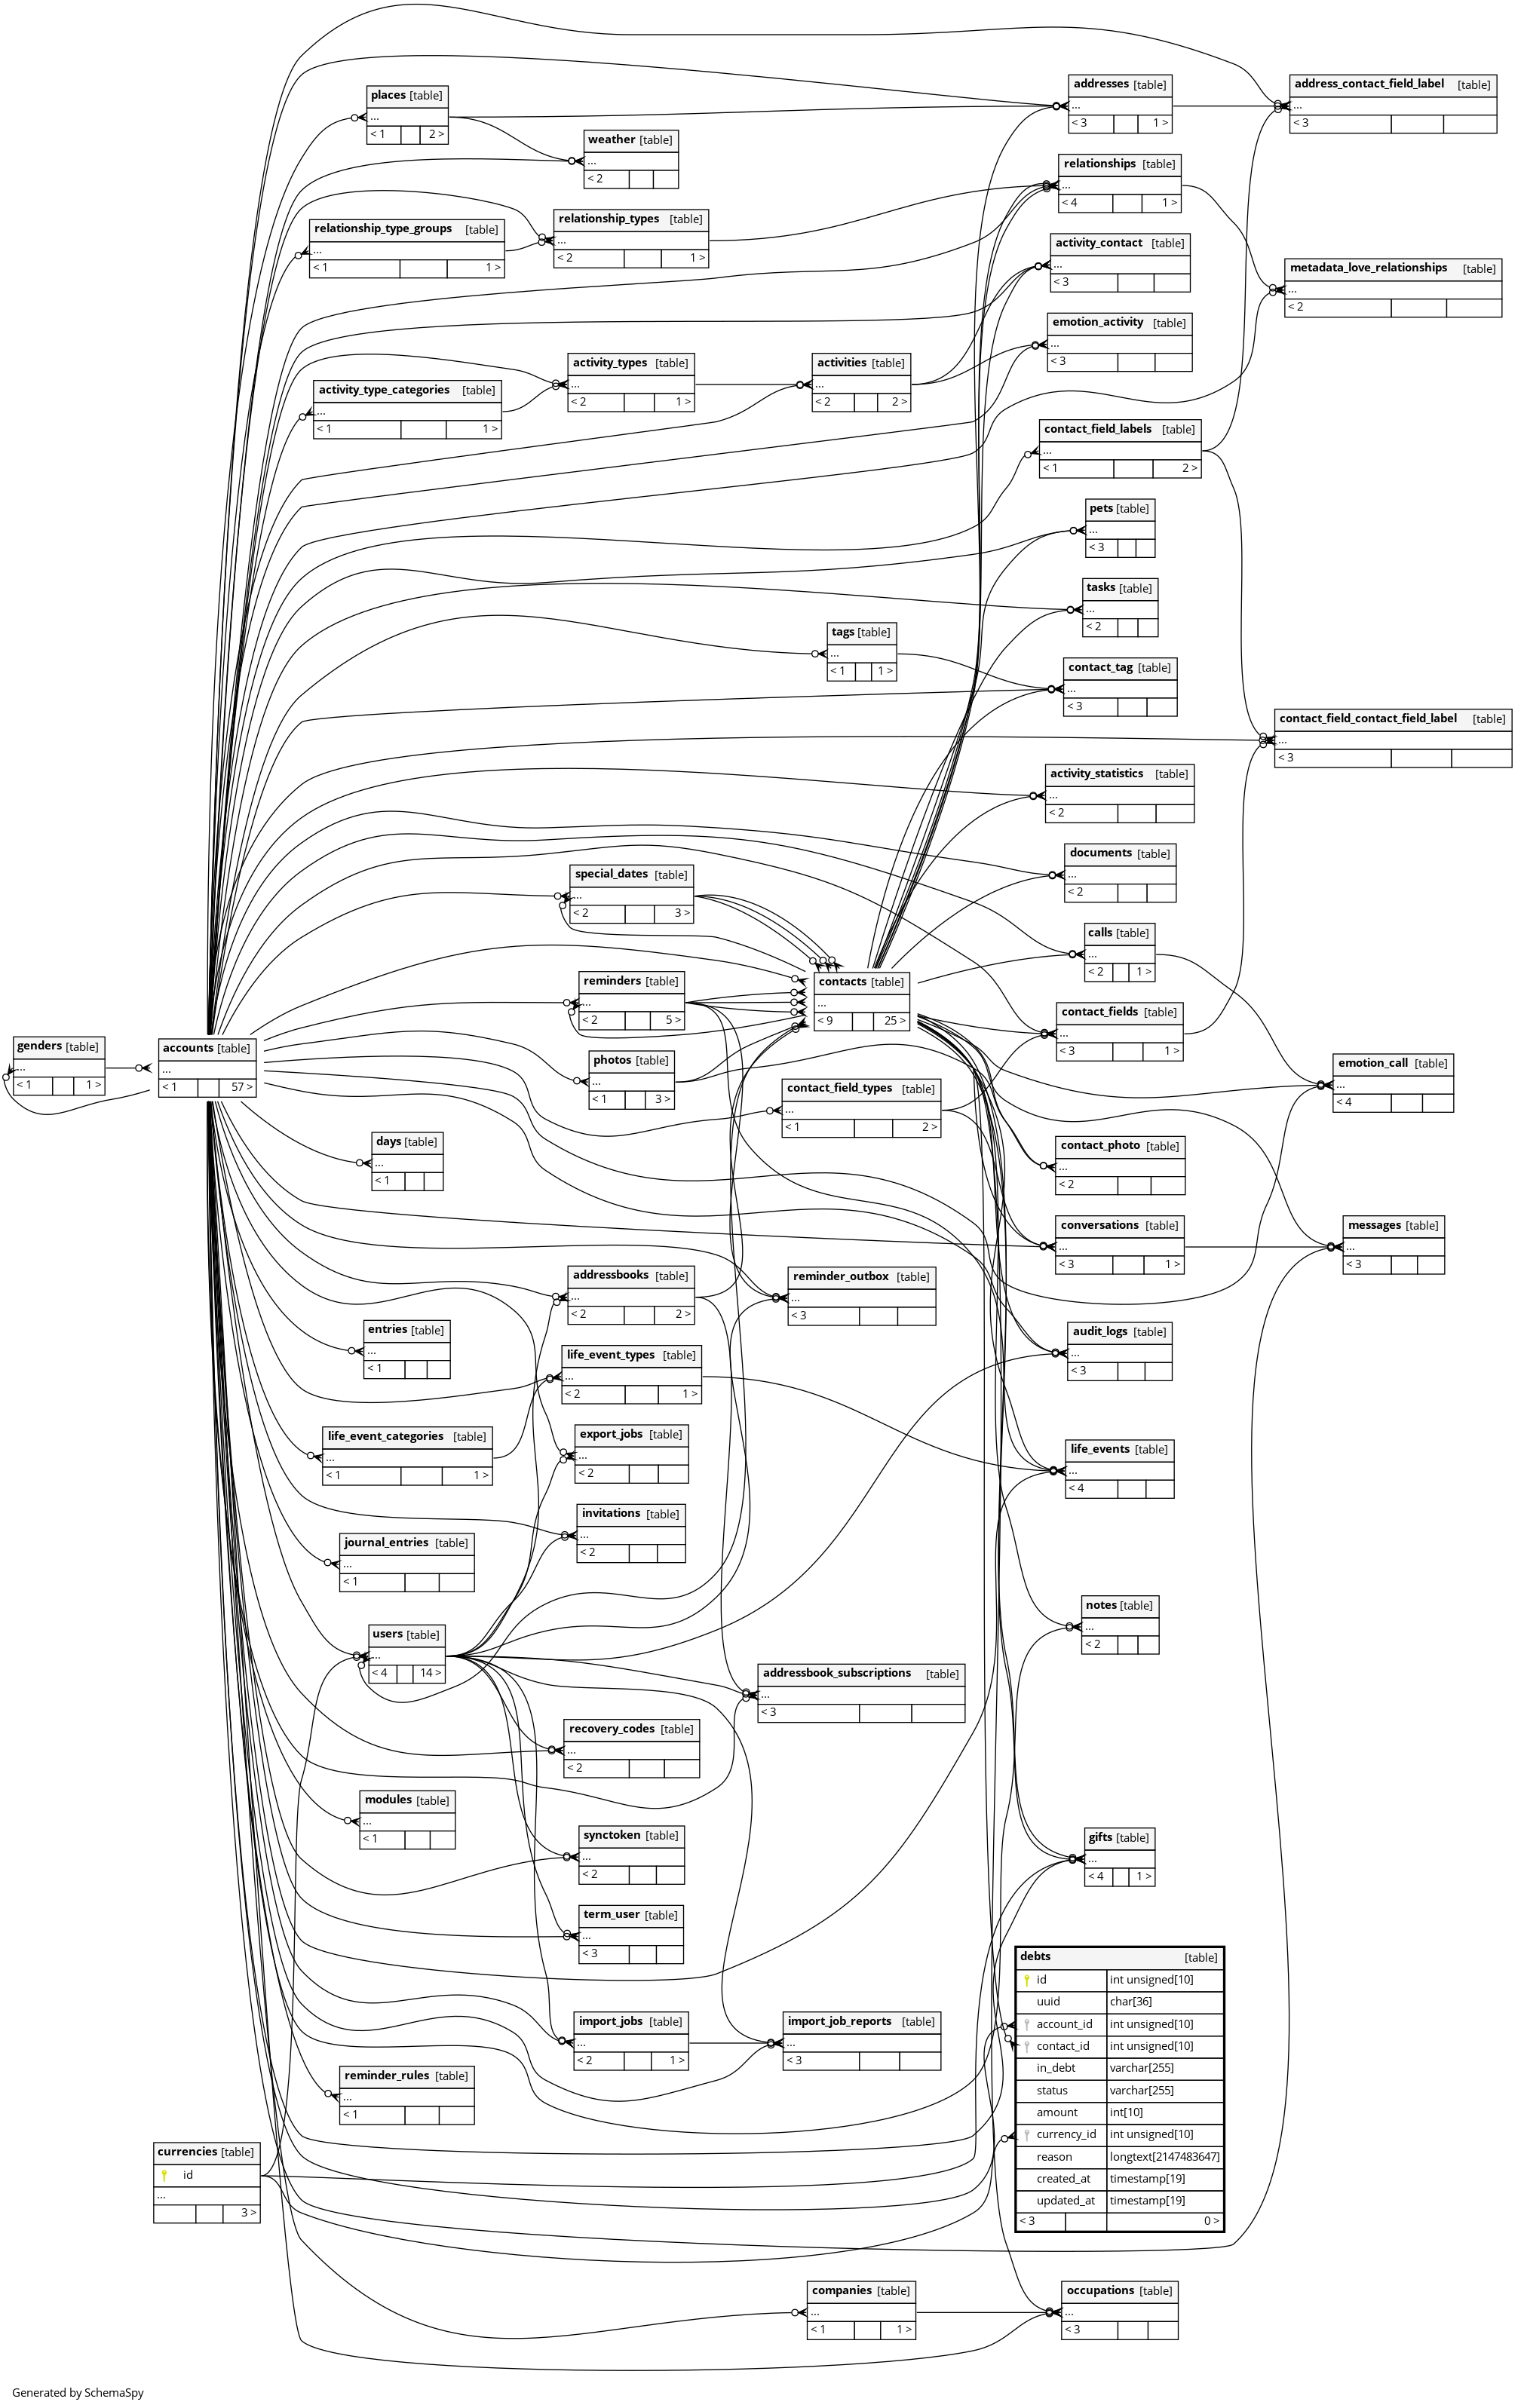 places [table]
...
< 1 2 >
weather [table]
...
< 2
addresses [table]
...
< 3 1 >
address_contact_field_label [table]
...
< 3
relationships [table]
...
< 4 1 >
relationship_type_groups [table]
...
< 1 1 >
relationship_types [table]
...
< 2 1 >
activity_contact [table]
...
< 3
metadata_love_relationships [table]
...
< 2
emotion_activity [table]
...
< 3
activity_type_categories [table]
...
< 1 1 >
activity_types [table]
...
< 2 1 >
activities [table]
...
< 2 2 >
contact_field_labels [table]
...
< 1 2 >
pets [table]
...
< 3
tasks [table]
...
< 2
tags [table]
...
< 1 1 >
contact_tag [table]
...
< 3
contact_field_contact_field_label [table]
...
< 3
activity_statistics [table]
...
< 2
documents [table]
...
< 2
special_dates [table]
...
< 2 3 >
calls [table]
...
< 2 1 >
reminders [table]
...
< 2 5 >
contacts [table]
...
< 9 25 >
contact_fields [table]
...
< 3 1 >
genders [table]
...
< 1 1 >
accounts [table]
...
< 1 57 >
photos [table]
...
< 1 3 >
contact_field_types [table]
...
< 1 2 >
emotion_call [table]
...
< 4
days [table]
...
< 1
contact_photo [table]
...
< 2
conversations [table]
...
< 3 1 >
messages [table]
...
< 3
addressbooks [table]
...
< 2 2 >
reminder_outbox [table]
...
< 3
entries [table]
...
< 1
audit_logs [table]
...
< 3
life_event_types [table]
...
< 2 1 >
life_event_categories [table]
...
< 1 1 >
export_jobs [table]
...
< 2
life_events [table]
...
< 4
invitations [table]
...
< 2
journal_entries [table]
...
< 1
notes [table]
...
< 2
users [table]
...
< 4 14 >
addressbook_subscriptions [table]
...
< 3
recovery_codes [table]
...
< 2
modules [table]
...
< 1
synctoken [table]
...
< 2
gifts [table]
...
< 4 1 >
term_user [table]
...
< 3
import_jobs [table]
...
< 2 1 >
import_job_reports [table]
...
< 3
reminder_rules [table]
...
< 1
debts [table]
id int unsigned[10]
uuid char[36]
account_id int unsigned[10]
contact_id int unsigned[10]
in_debt varchar[255]
status varchar[255]
amount int[10]
currency_id int unsigned[10]
reason longtext[2147483647]
created_at timestamp[19]
updated_at timestamp[19]
< 3 0 >
currencies [table]
id
...
3 >
companies [table]
...
< 1 1 >
occupations [table]
...
< 3
Generated by SchemaSpy